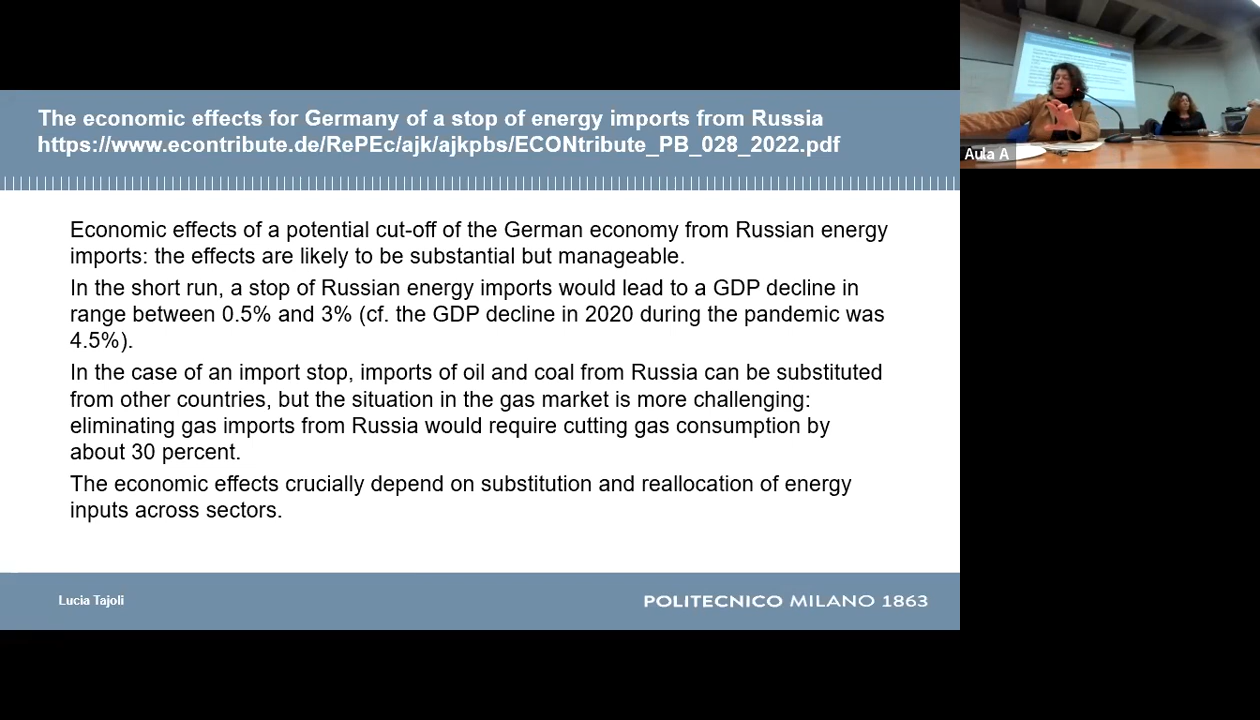 The economic effects for Germany of a stop of energy imports from Russia
https://www.econtribute.de/RePEc/ajk/ajkpbs/ECONtribute_PB_028_2022.pdf
Economic effects of a potential cut-off of the German economy from Russian energy
imports: the effects are likely to be substantial but manageable.
In the short run, a stop of Russian energy imports would lead to a GDP decline in
range between 0.5% and 3% (cf. the GDP decline in 2020 during the pandemic was
4.5%).
In the case of an import stop, imports of oil and coal from Russia can be substituted
from other countries, but the situation in the gas market is more challenging:
eliminating gas imports from Russia would require cutting gas consumption by
about 30 percent.
The economic effects crucially depend on substitution and reallocation of energy
inputs across sectors.
Lucia Tajoli
POLITECNICO MILANO 1863
Aula A